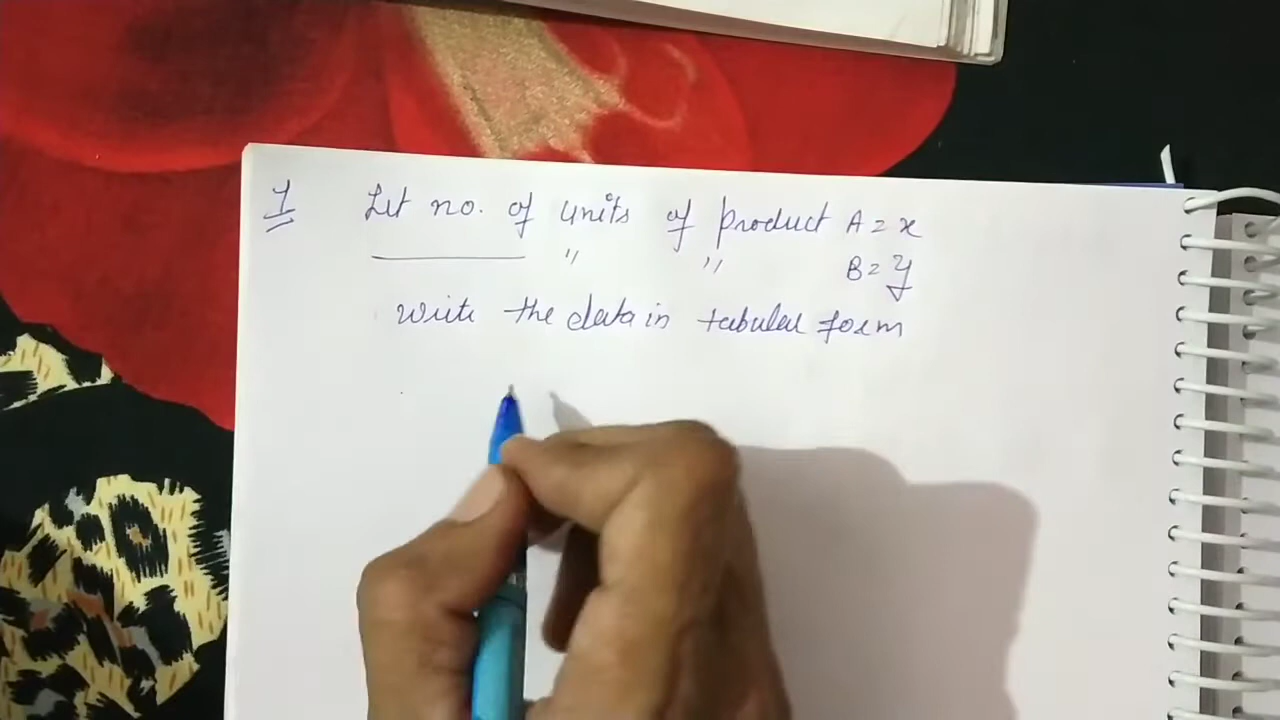 1 Let no. of units of product A = x
" " B = y
write the data in tabular form